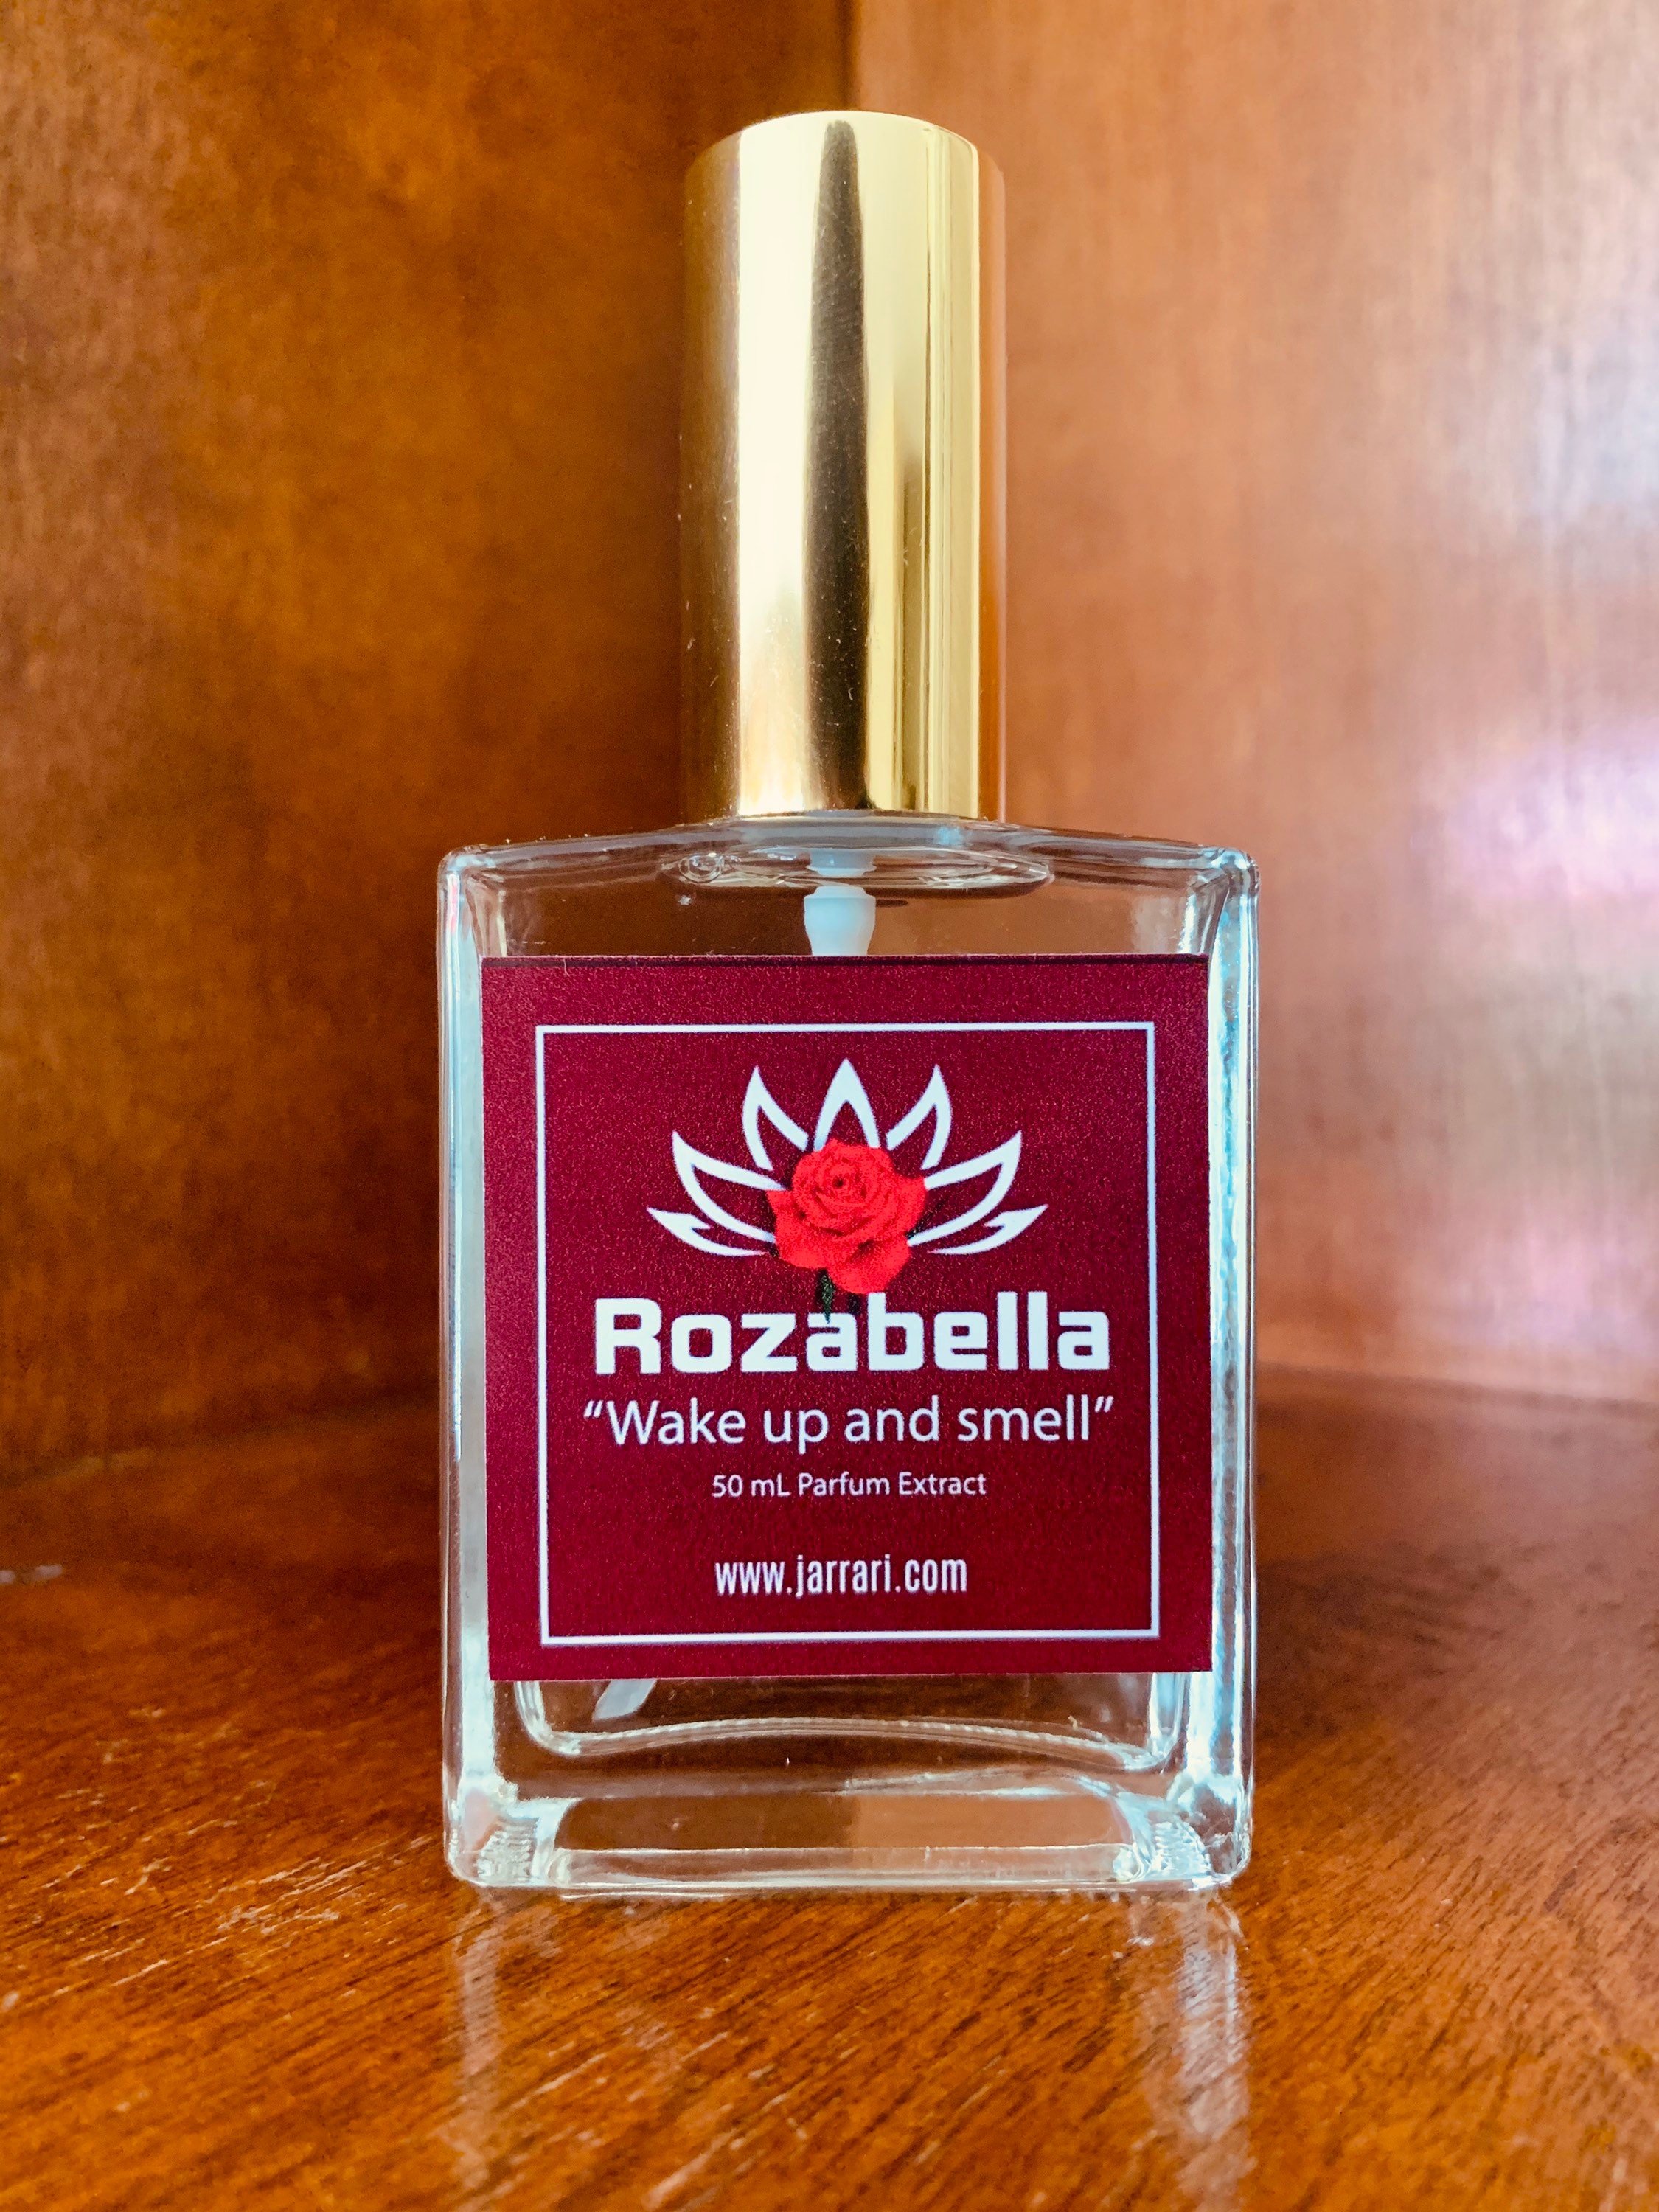 Rozabella
“Wake up and smell”
50 mL Parfum Extract
www.jarrari.com